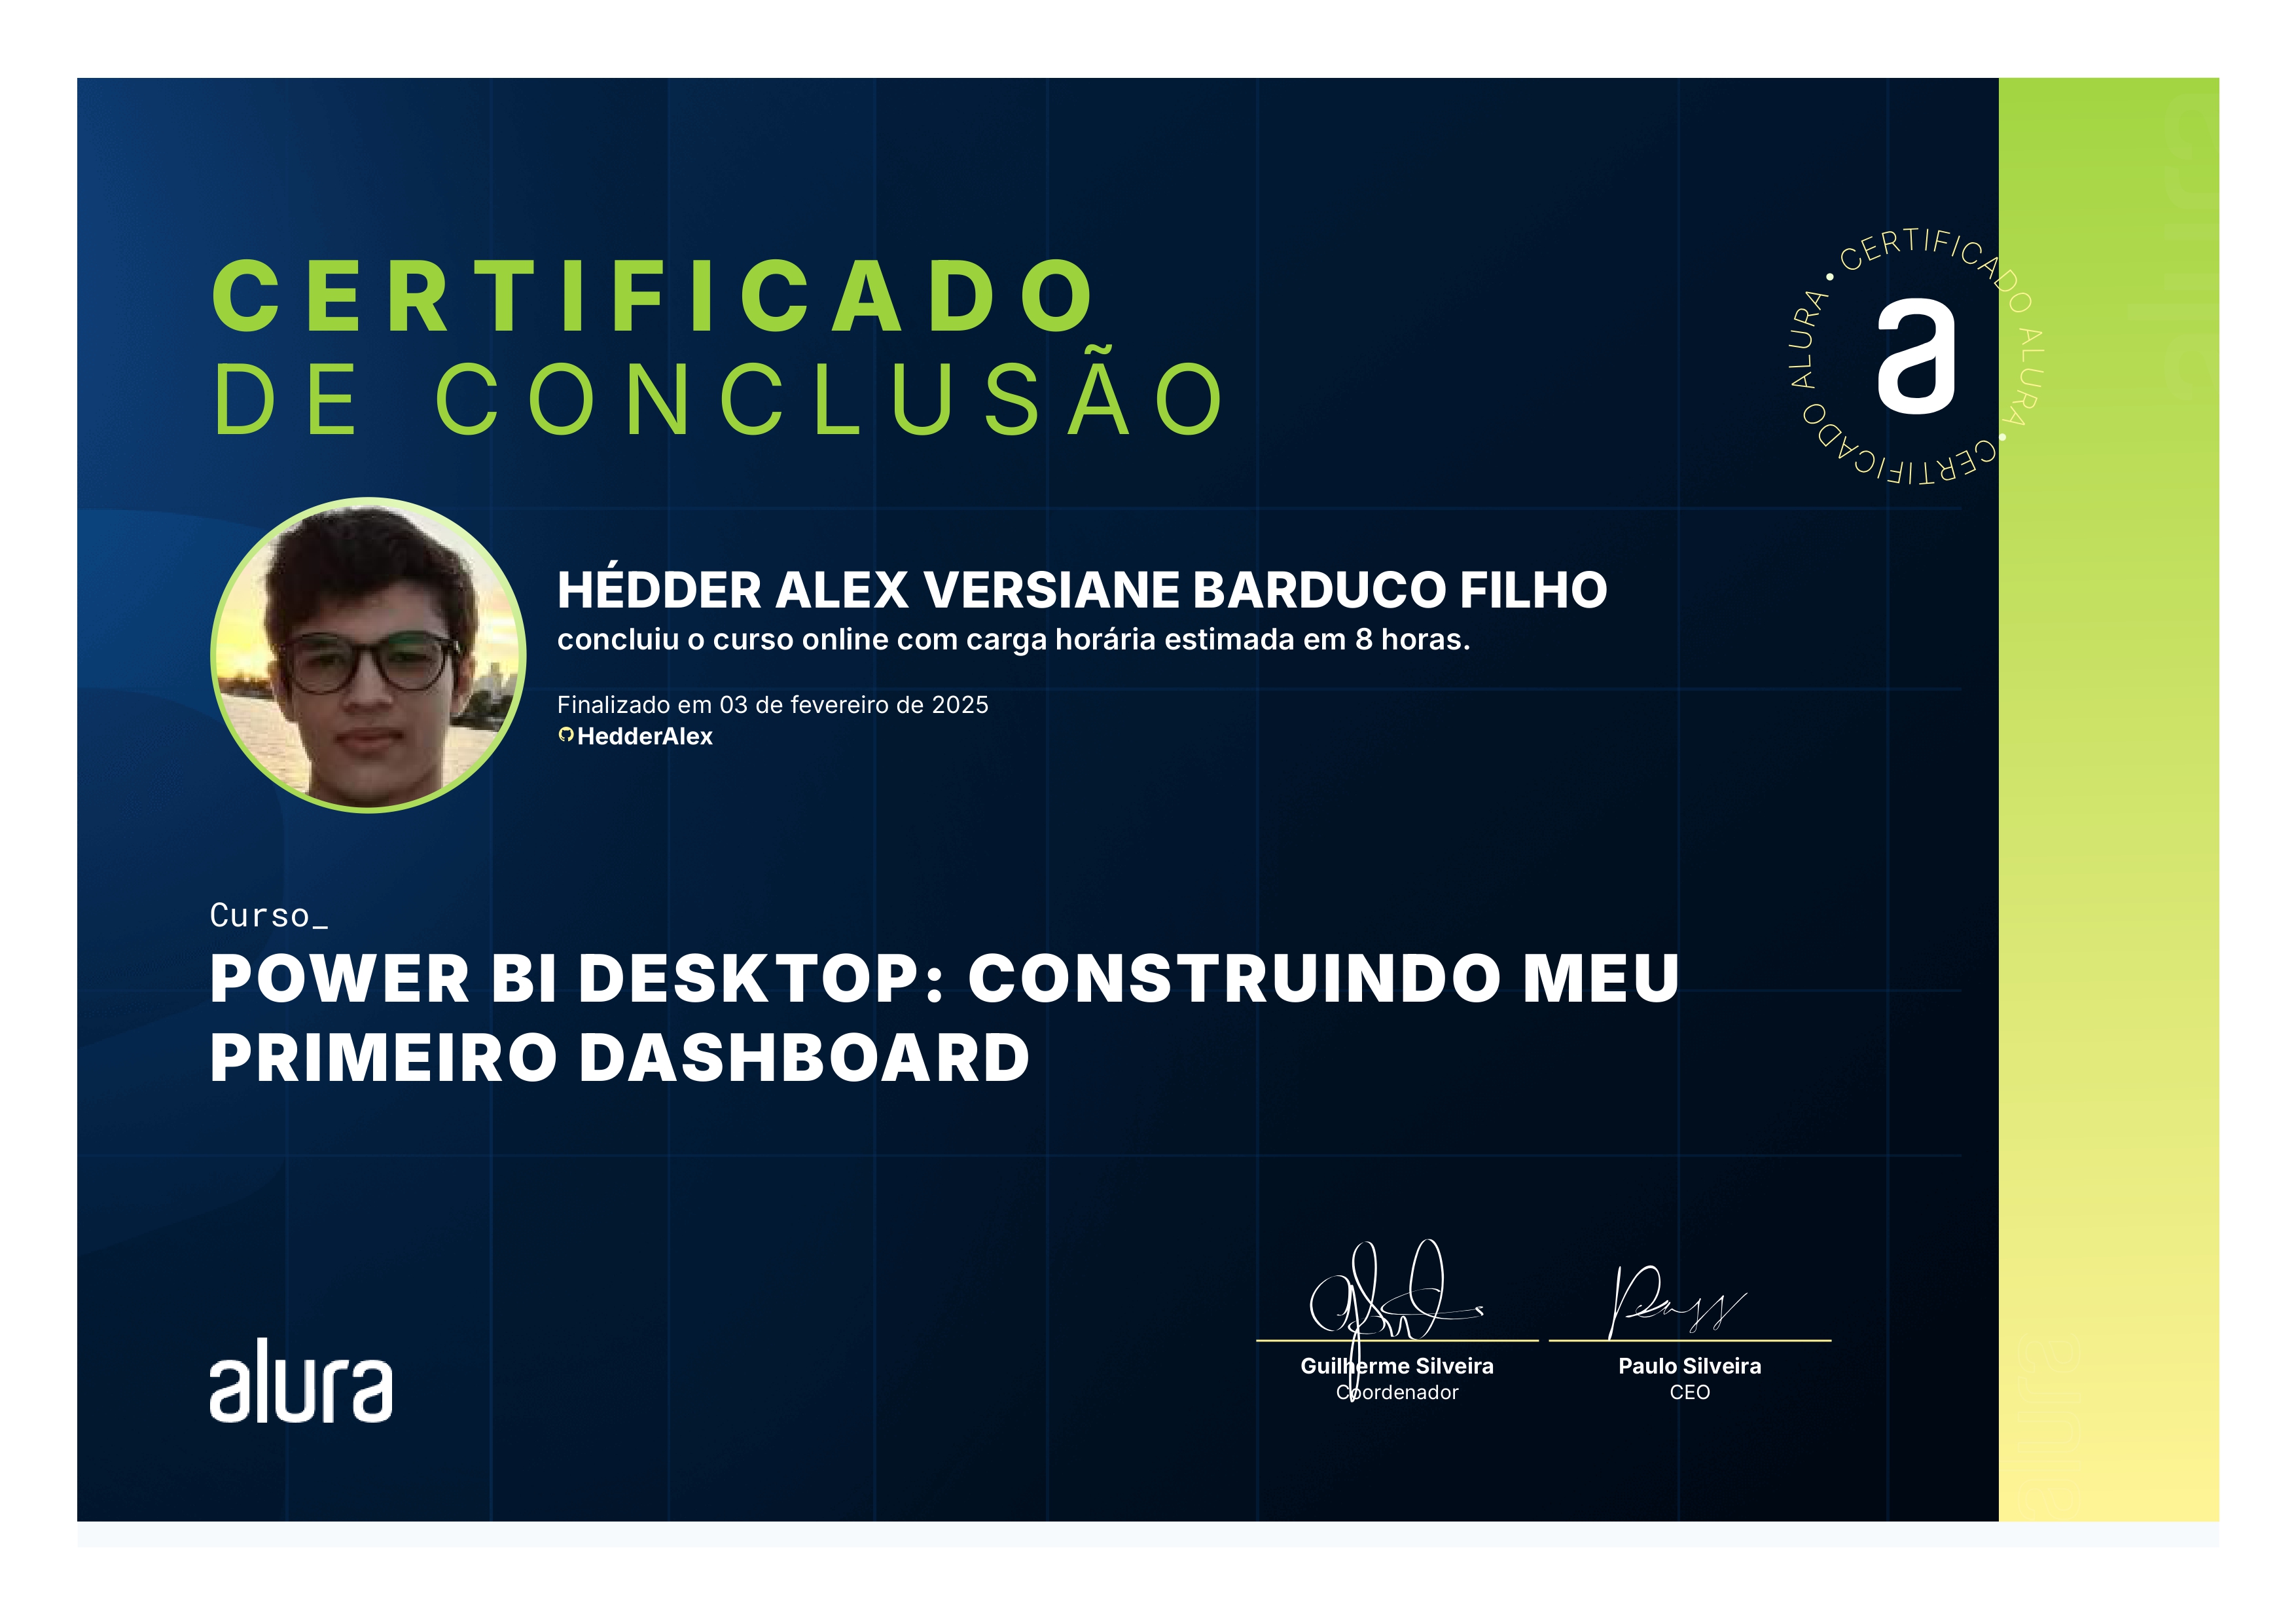 CERTIFICADO
DE CONCLUSÃO
CERTIFICADO ALURA • CERTIFICADO ALURA •
a
HÉDDER ALEX VERSIANE BARDUCO FILHO
concluiu o curso online com carga horária estimada em 8 horas.
Finalizado em 03 de fevereiro de 2025
HedderAlex
Curso_
POWER BI DESKTOP: CONSTRUINDO MEU
PRIMEIRO DASHBOARD
Guilherme Silveira
Coordenador
Paulo Silveira
CEO
alura
alura